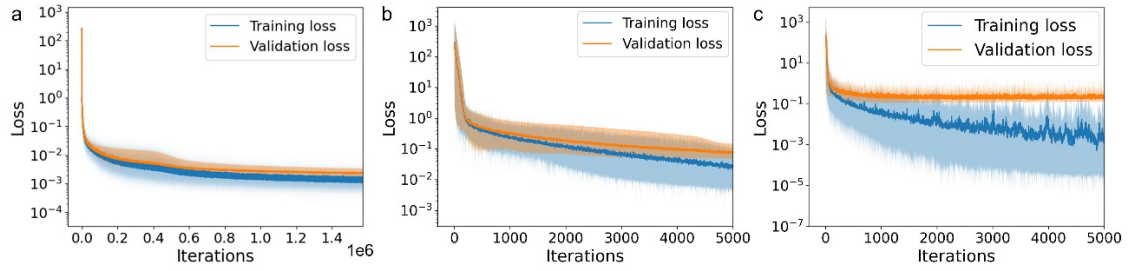 a
10³
10²
10¹
10⁰
10⁻¹
10⁻²
10⁻³
10⁻⁴
Loss
Training loss
Validation loss
0.0 0.2 0.4 0.6 0.8 1.0 1.2 1.4
1e6
Iterations
b
10³
10²
10¹
10⁰
10⁻¹
10⁻²
10⁻³
Loss
Training loss
Validation loss
0 1000 2000 3000 4000 5000
Iterations
c
10³
10¹
10⁻¹
10⁻³
10⁻⁵
10⁻⁷
Loss
Training loss
Validation loss
0 1000 2000 3000 4000 5000
Iterations